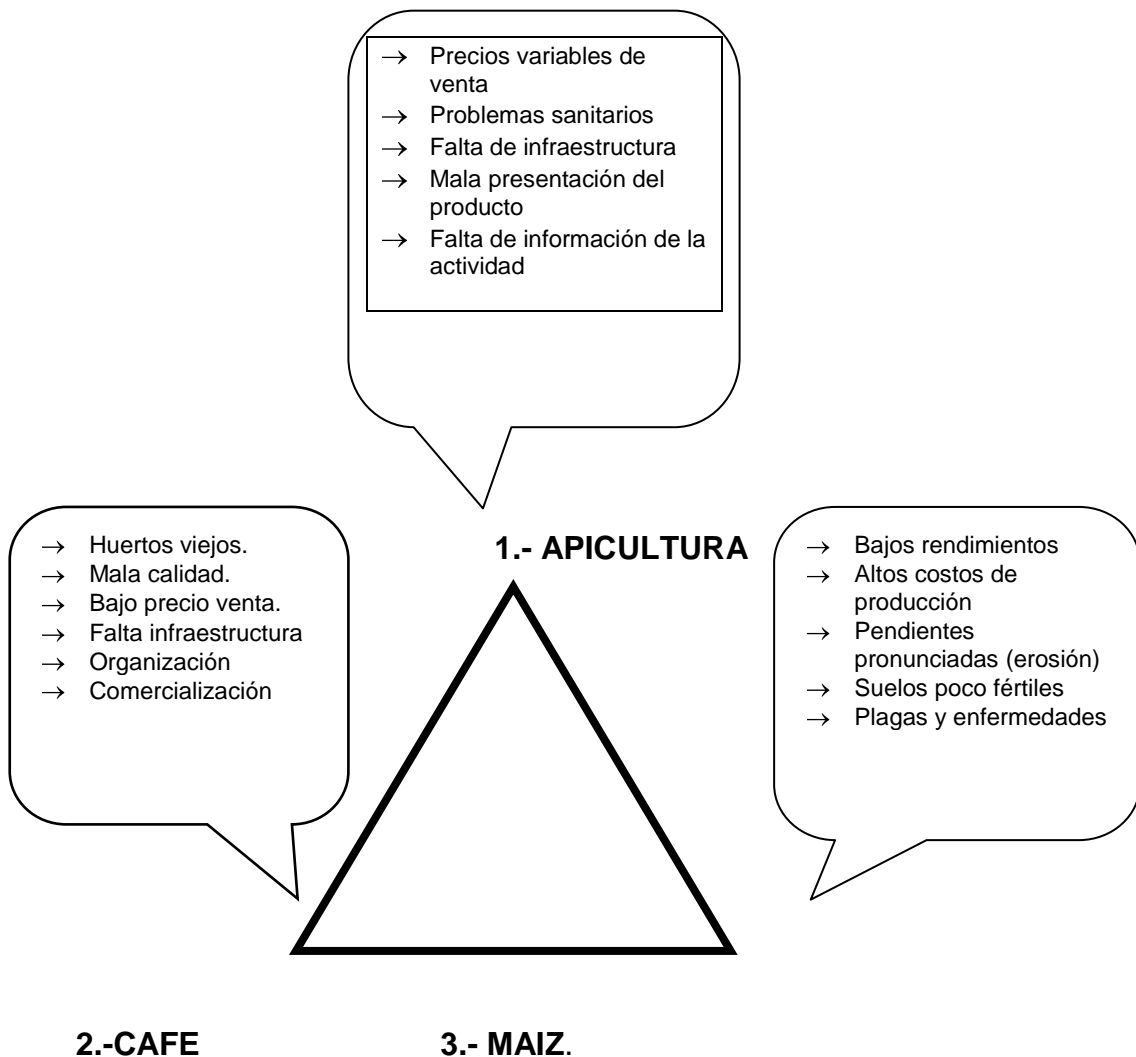 → Precios variables de
venta
→ Problemas sanitarios
→ Falta de infraestructura
→ Mala presentación del
producto
→ Falta de información de la
actividad
→ Huertos viejos.
→ Mala calidad.
→ Bajo precio venta.
→ Falta infraestructura
→ Organización
→ Comercialización
1.- APICULTURA
→ Bajos rendimientos
→ Altos costos de
producción
→ Pendientes
pronunciadas (erosión)
→ Suelos poco fértiles
→ Plagas y enfermedades
2.-CAFE
3.- MAIZ.